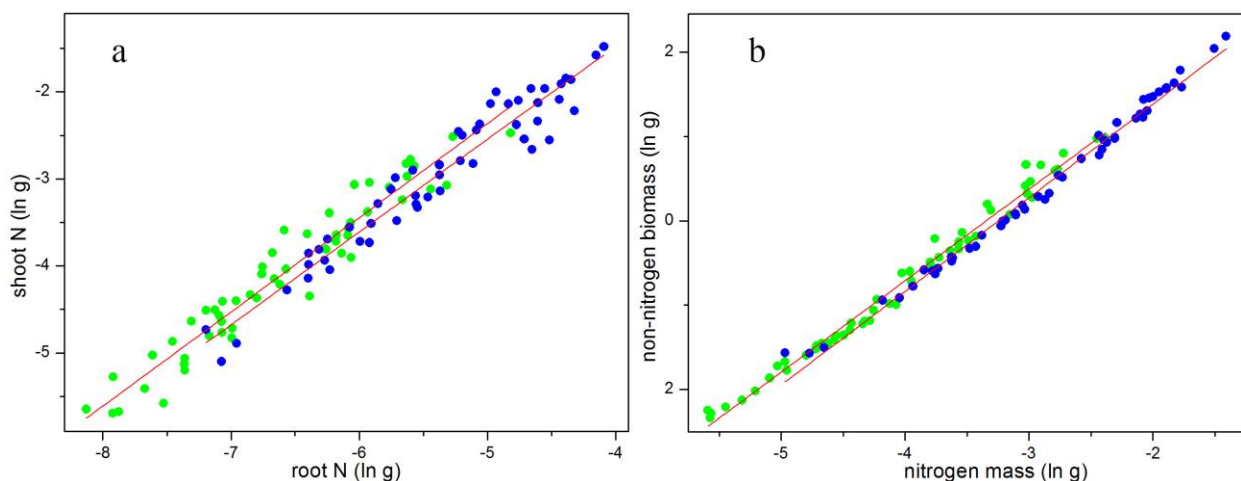 a
shoot N (ln g)
-2
-3
-4
-5
-8
-7
-6
-5
-4
root N (ln g)
b
non-nitrogen biomass (ln g)
2
0
2
-5
-4
-3
-2
nitrogen mass (ln g)